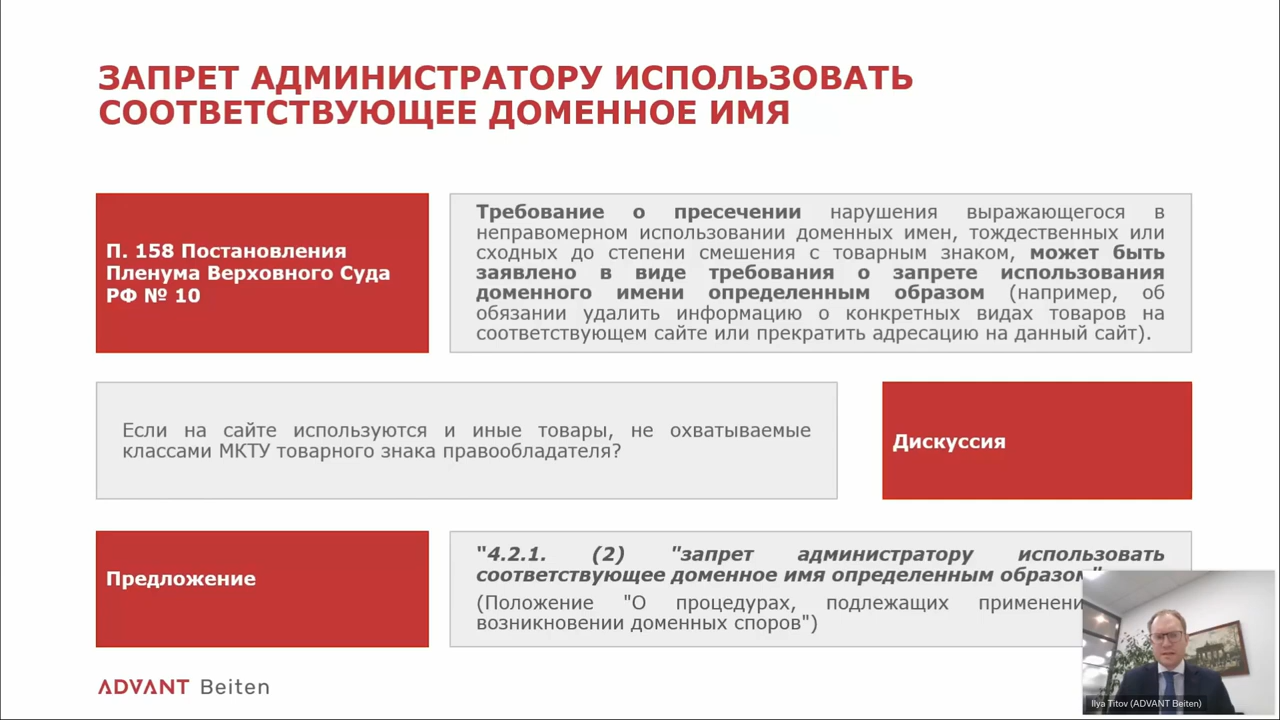 ЗАПРЕТ АДМИНИСТРАТОРУ ИСПОЛЬЗОВАТЬ
СООТВЕТСТВУЮЩЕЕ ДОМЕННОЕ ИМЯ
П. 158 Постановления
Пленума Верховного Суда
РФ № 10
Требование о пресечении нарушения выражающегося в
неправомерном использовании доменных имен, тождественных или
сходных до степени смешения с товарным знаком, может быть
заявлено в виде требования о запрете использования
доменного имени определенным образом (например, об
обязании удалить информацию о конкретных видах товаров на
соответствующем сайте или прекратить адресацию на данный сайт).
Если на сайте используются и иные товары, не охватываемые
классами МКТУ товарного знака правообладателя?
Дискуссия
Предложение
"4.2.1. (2) "запрет администратору использовать
соответствующее доменное имя определенным образом"
(Положение "О процедурах, подлежащих
возникновении доменных споров")
ADVANT Beiten
Ilya Titov (ADVANT Beiten)